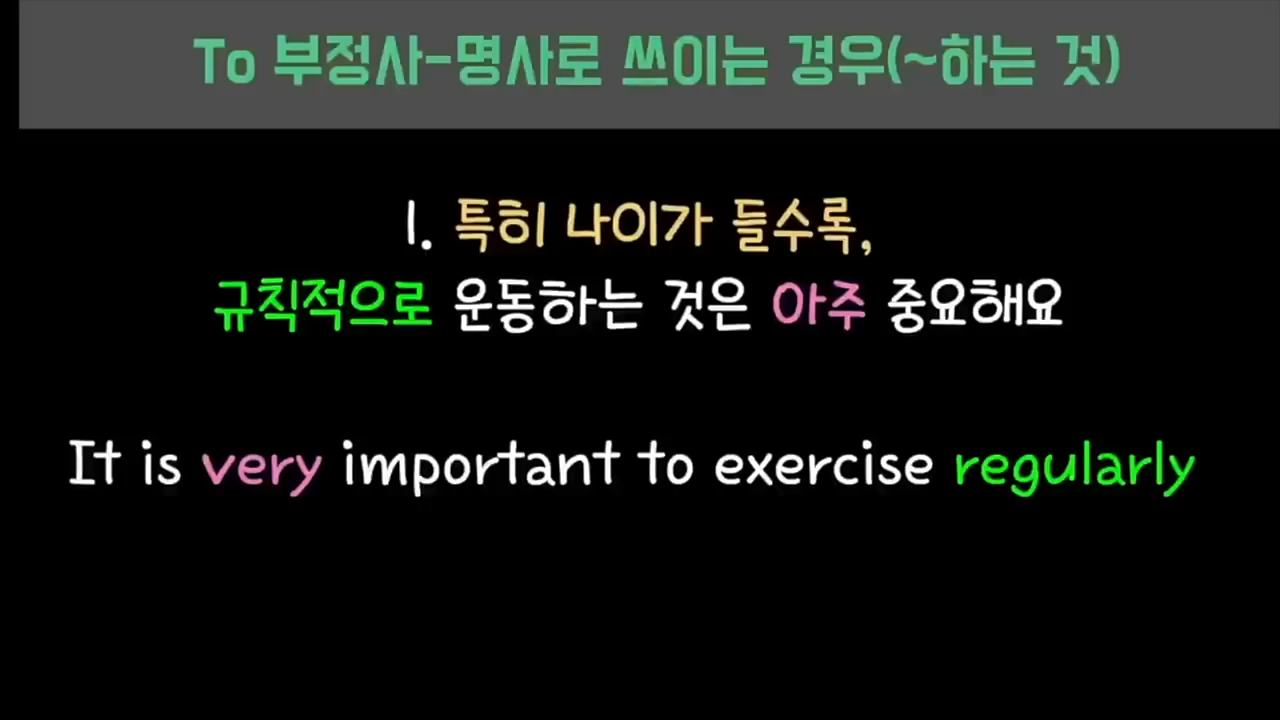 To 부정사-명사로 쓰이는 경우(~하는 것)
1. 특히 나이가 들수록,
규칙적으로 운동하는 것은 아주 중요해요
It is very important to exercise regularly